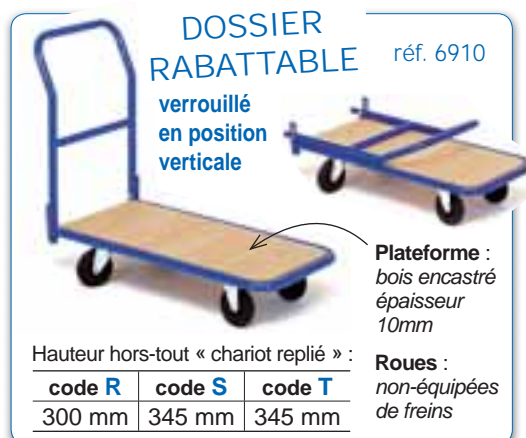 DOSSIER
RABATTABLE
réf. 6910
verrouillé
en position
verticale
Plateforme :
bois encastré
épaisseur
10mm
Hauteur hors-tout « chariot replié » :
code R code S code T
300 mm 345 mm 345 mm
Roues :
non-équipées
de freins